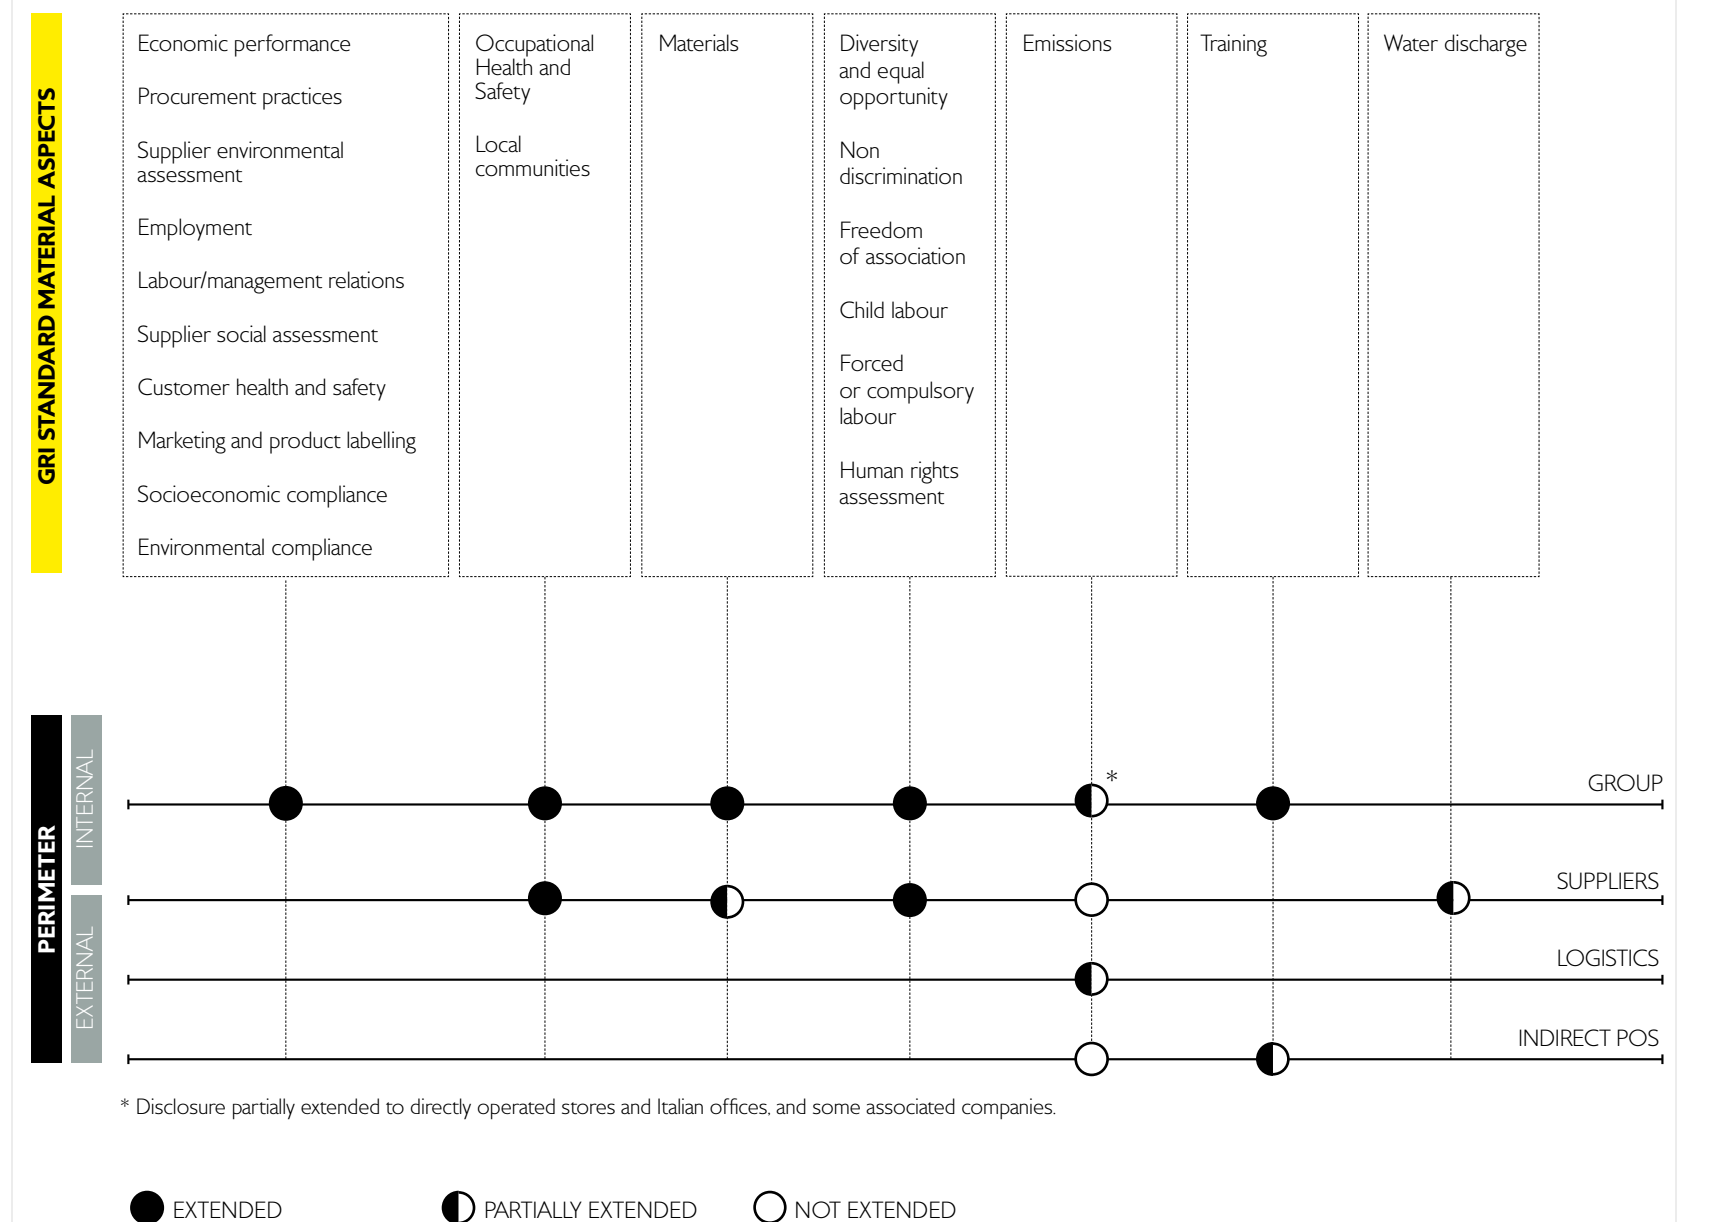 GRI STANDARD MATERIAL ASPECTS
Economic performance
Procurement practices
Supplier environmental
assessment
Employment
Labour/management relations
Supplier social assessment
Customer health and safety
Marketing and product labelling
Socioeconomic compliance
Environmental compliance
Occupational
Health and
Safety
Local
communities
Materials
Diversity
and equal
opportunity
Non
discrimination
Freedom
of association
Child labour
Forced
or compulsory
labour
Human rights
assessment
Emissions
Training
Water discharge
PERIMETER
INTERNAL
EXTERNAL
*
GROUP
SUPPLIERS
LOGISTICS
INDIRECT POS
* Disclosure partially extended to directly operated stores and Italian offices, and some associated companies.
EXTENDED
PARTIALLY EXTENDED
NOT EXTENDED